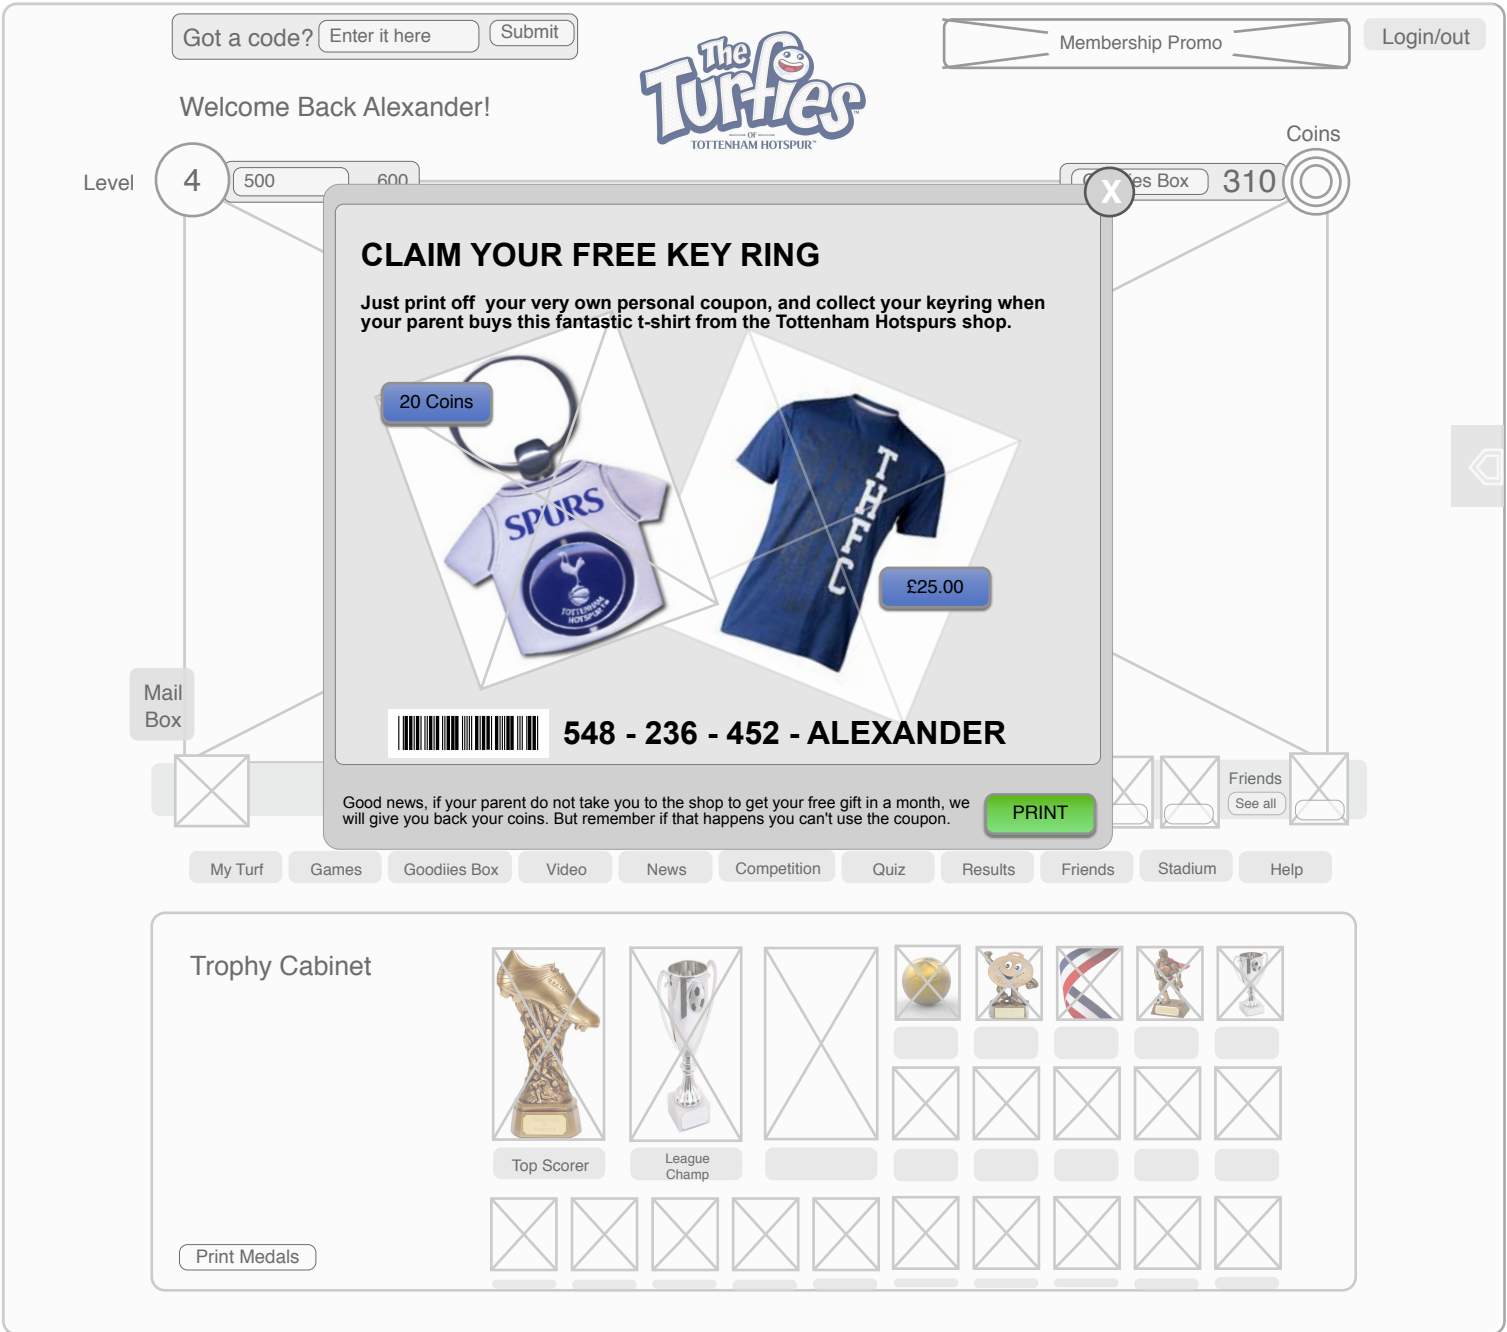 Got a code?
Enter it here
Submit
The
Turfies
OF
TOTTENHAM HOTSPUR™
Membership Promo
Login/out
Welcome Back Alexander!
Coins
Level
4
500
600
es Box
310
X
CLAIM YOUR FREE KEY RING
Just print off your very own personal coupon, and collect your keyring when
your parent buys this fantastic t-shirt from the Tottenham Hotspurs shop.
20 Coins
SPURS
TOTTENHAM
HOTSPUR
THFC
£25.00
Mail
Box
548 - 236 - 452 - ALEXANDER
Good news, if your parent do not take you to the shop to get your free gift in a month, we
will give you back your coins. But remember if that happens you can't use the coupon.
PRINT
Friends
See all
My Turf
Games
Goodiies Box
Video
News
Competition
Quiz
Results
Friends
Stadium
Help
Trophy Cabinet
Top Scorer
League
Champ
Print Medals